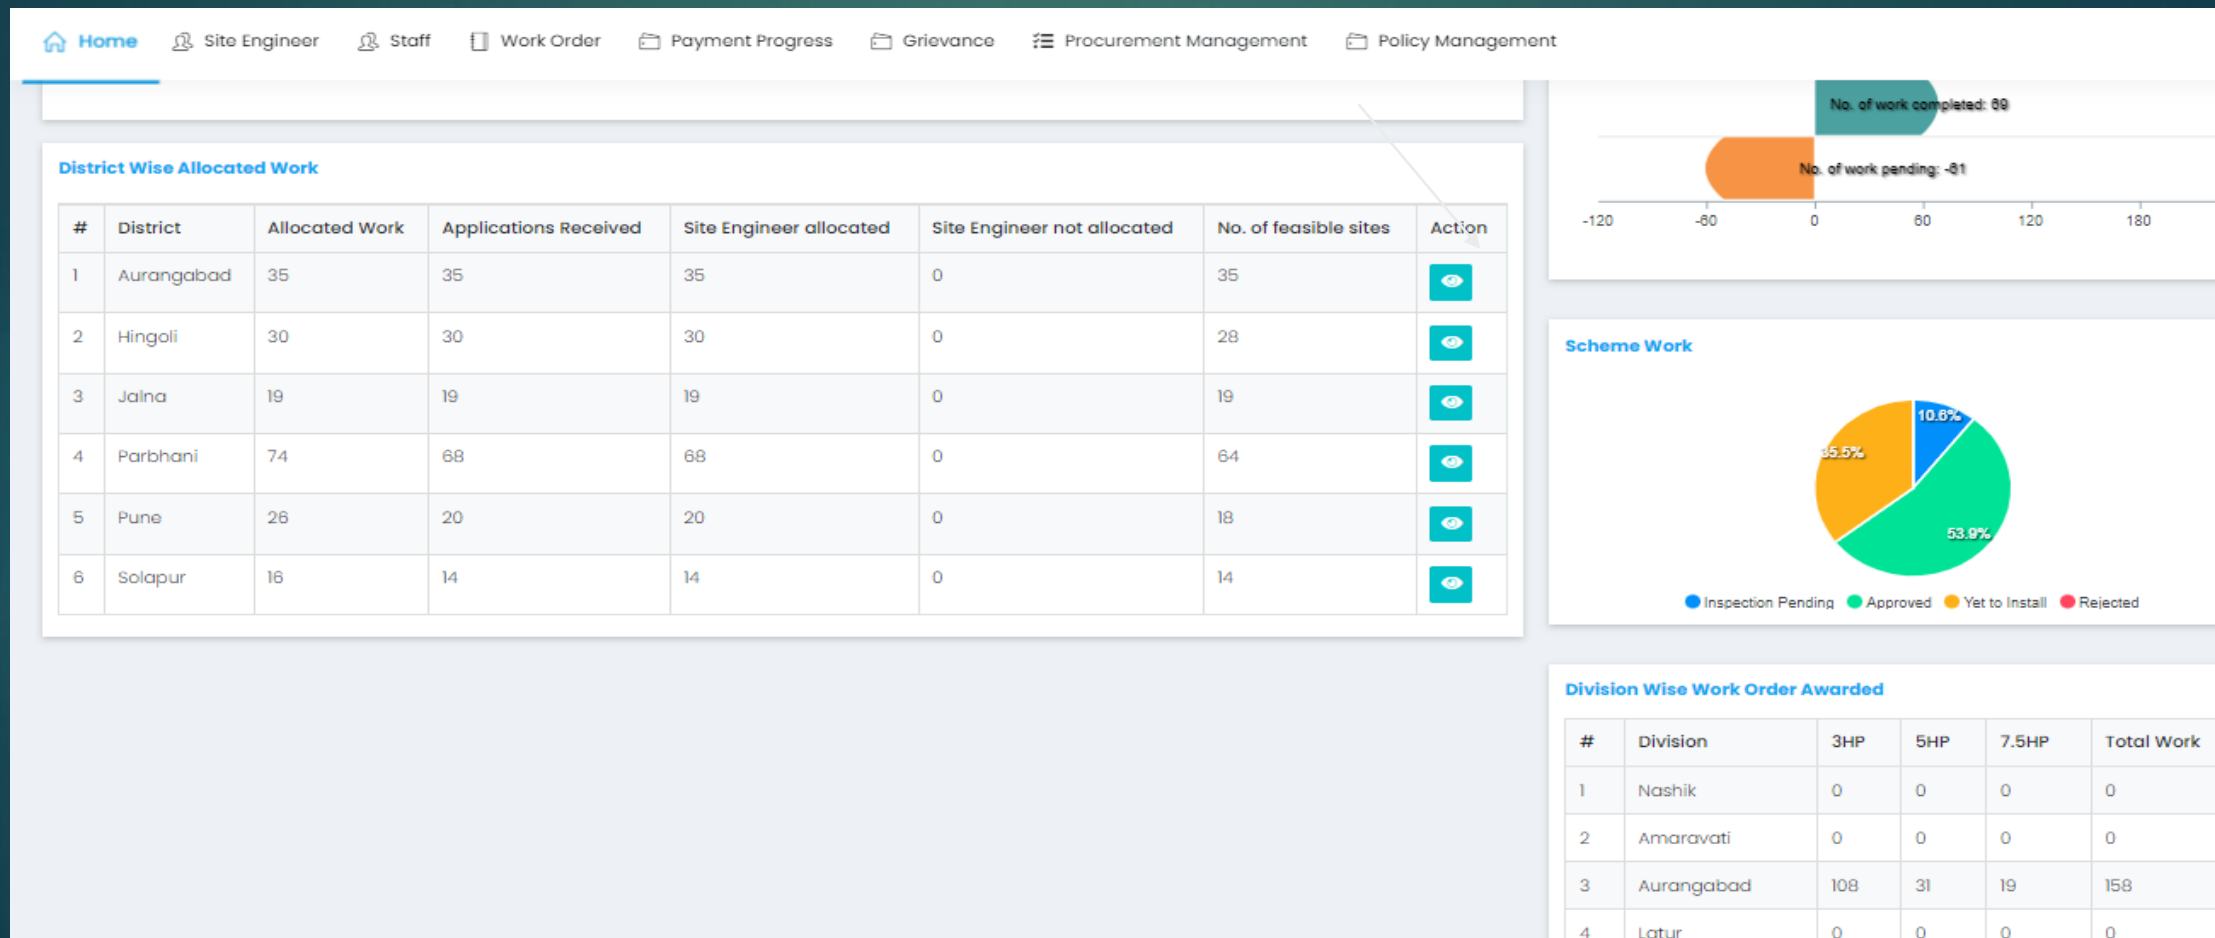 Home Site Engineer Staff Work Order Payment Progress Grievance Procurement Management Policy Management
District Wise Allocated Work
# District Allocated Work Applications Received Site Engineer allocated Site Engineer not allocated No. of feasible sites Action
1 Aurangabad 35 35 35 0 35
2 Hingoli 30 30 30 0 28
3 Jalna 19 19 19 0 19
4 Parbhani 74 68 68 0 64
5 Pune 26 20 20 0 18
6 Solapur 16 14 14 0 14
No. of work completed: 69
No. of work pending: -61
-120 -60 0 60 120 180
Scheme Work
10.6%
35.5%
53.9%
Inspection Pending Approved Yet to Install Rejected
Division Wise Work Order Awarded
# Division 3HP 5HP 7.5HP Total Work
1 Nashik 0 0 0 0
2 Amaravati 0 0 0 0
3 Aurangabad 108 31 19 158
4 Latur 0 0 0 0